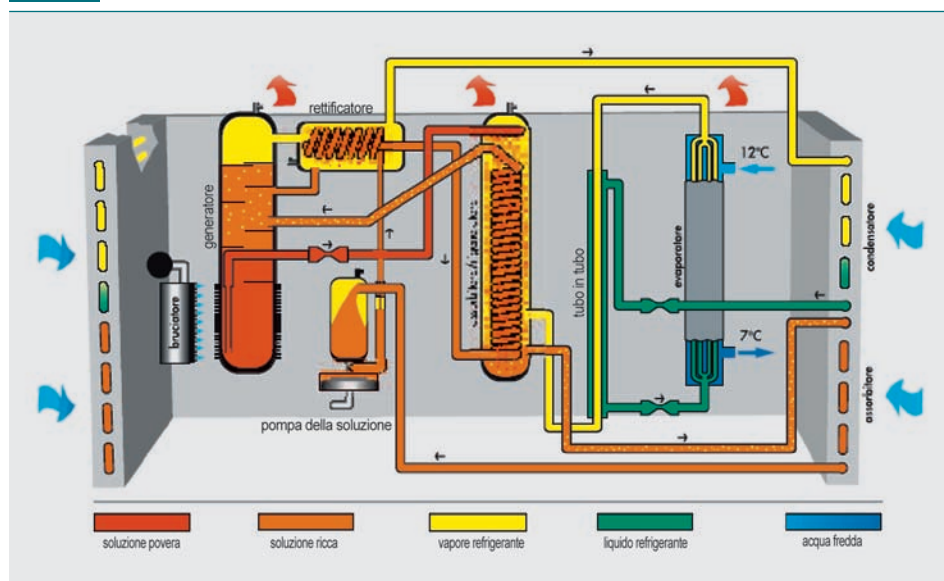 rettificatore
generatore
bruciatore
pompa della soluzione
tubo in tubo
evaporatore
12°C
7°C
condensatore
assorbitore
soluzione povera
soluzione ricca
vapore refrigerante
liquido refrigerante
acqua fredda